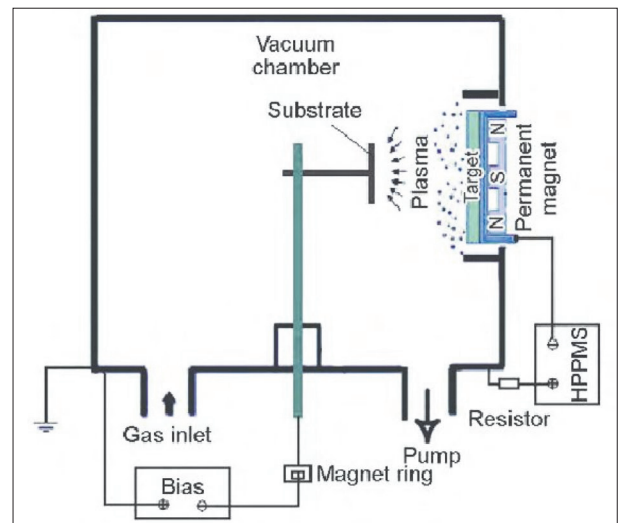 Vacuum
chamber
Substrate
Plasma
Target
N
S
N
Permanent
magnet
HPPMS
Resistor
Gas inlet
Pump
Magnet ring
Bias